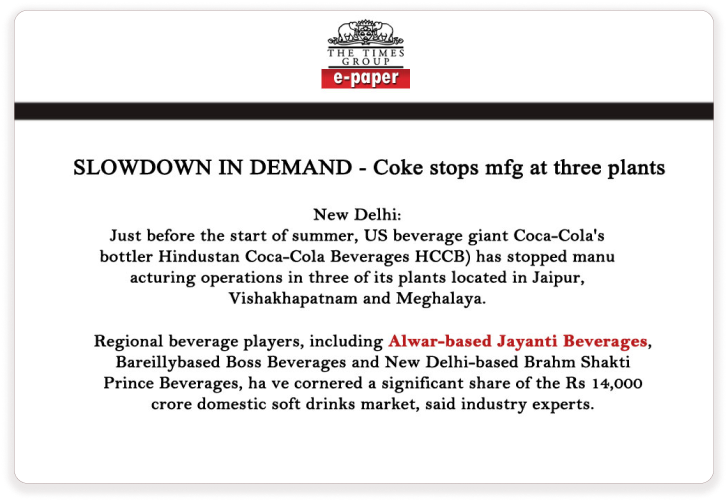 THE TIMES
GROUP
e-paper
SLOWDOWN IN DEMAND - Coke stops mfg at three plants
New Delhi:
Just before the start of summer, US beverage giant Coca-Cola's
bottler Hindustan Coca-Cola Beverages HCCB) has stopped manu
acturing operations in three of its plants located in Jaipur,
Vishakhapatnam and Meghalaya.
Regional beverage players, including Alwar-based Jayanti Beverages,
Bareillybased Boss Beverages and New Delhi-based Brahm Shakti
Prince Beverages, ha ve cornered a significant share of the Rs 14,000
crore domestic soft drinks market, said industry experts.